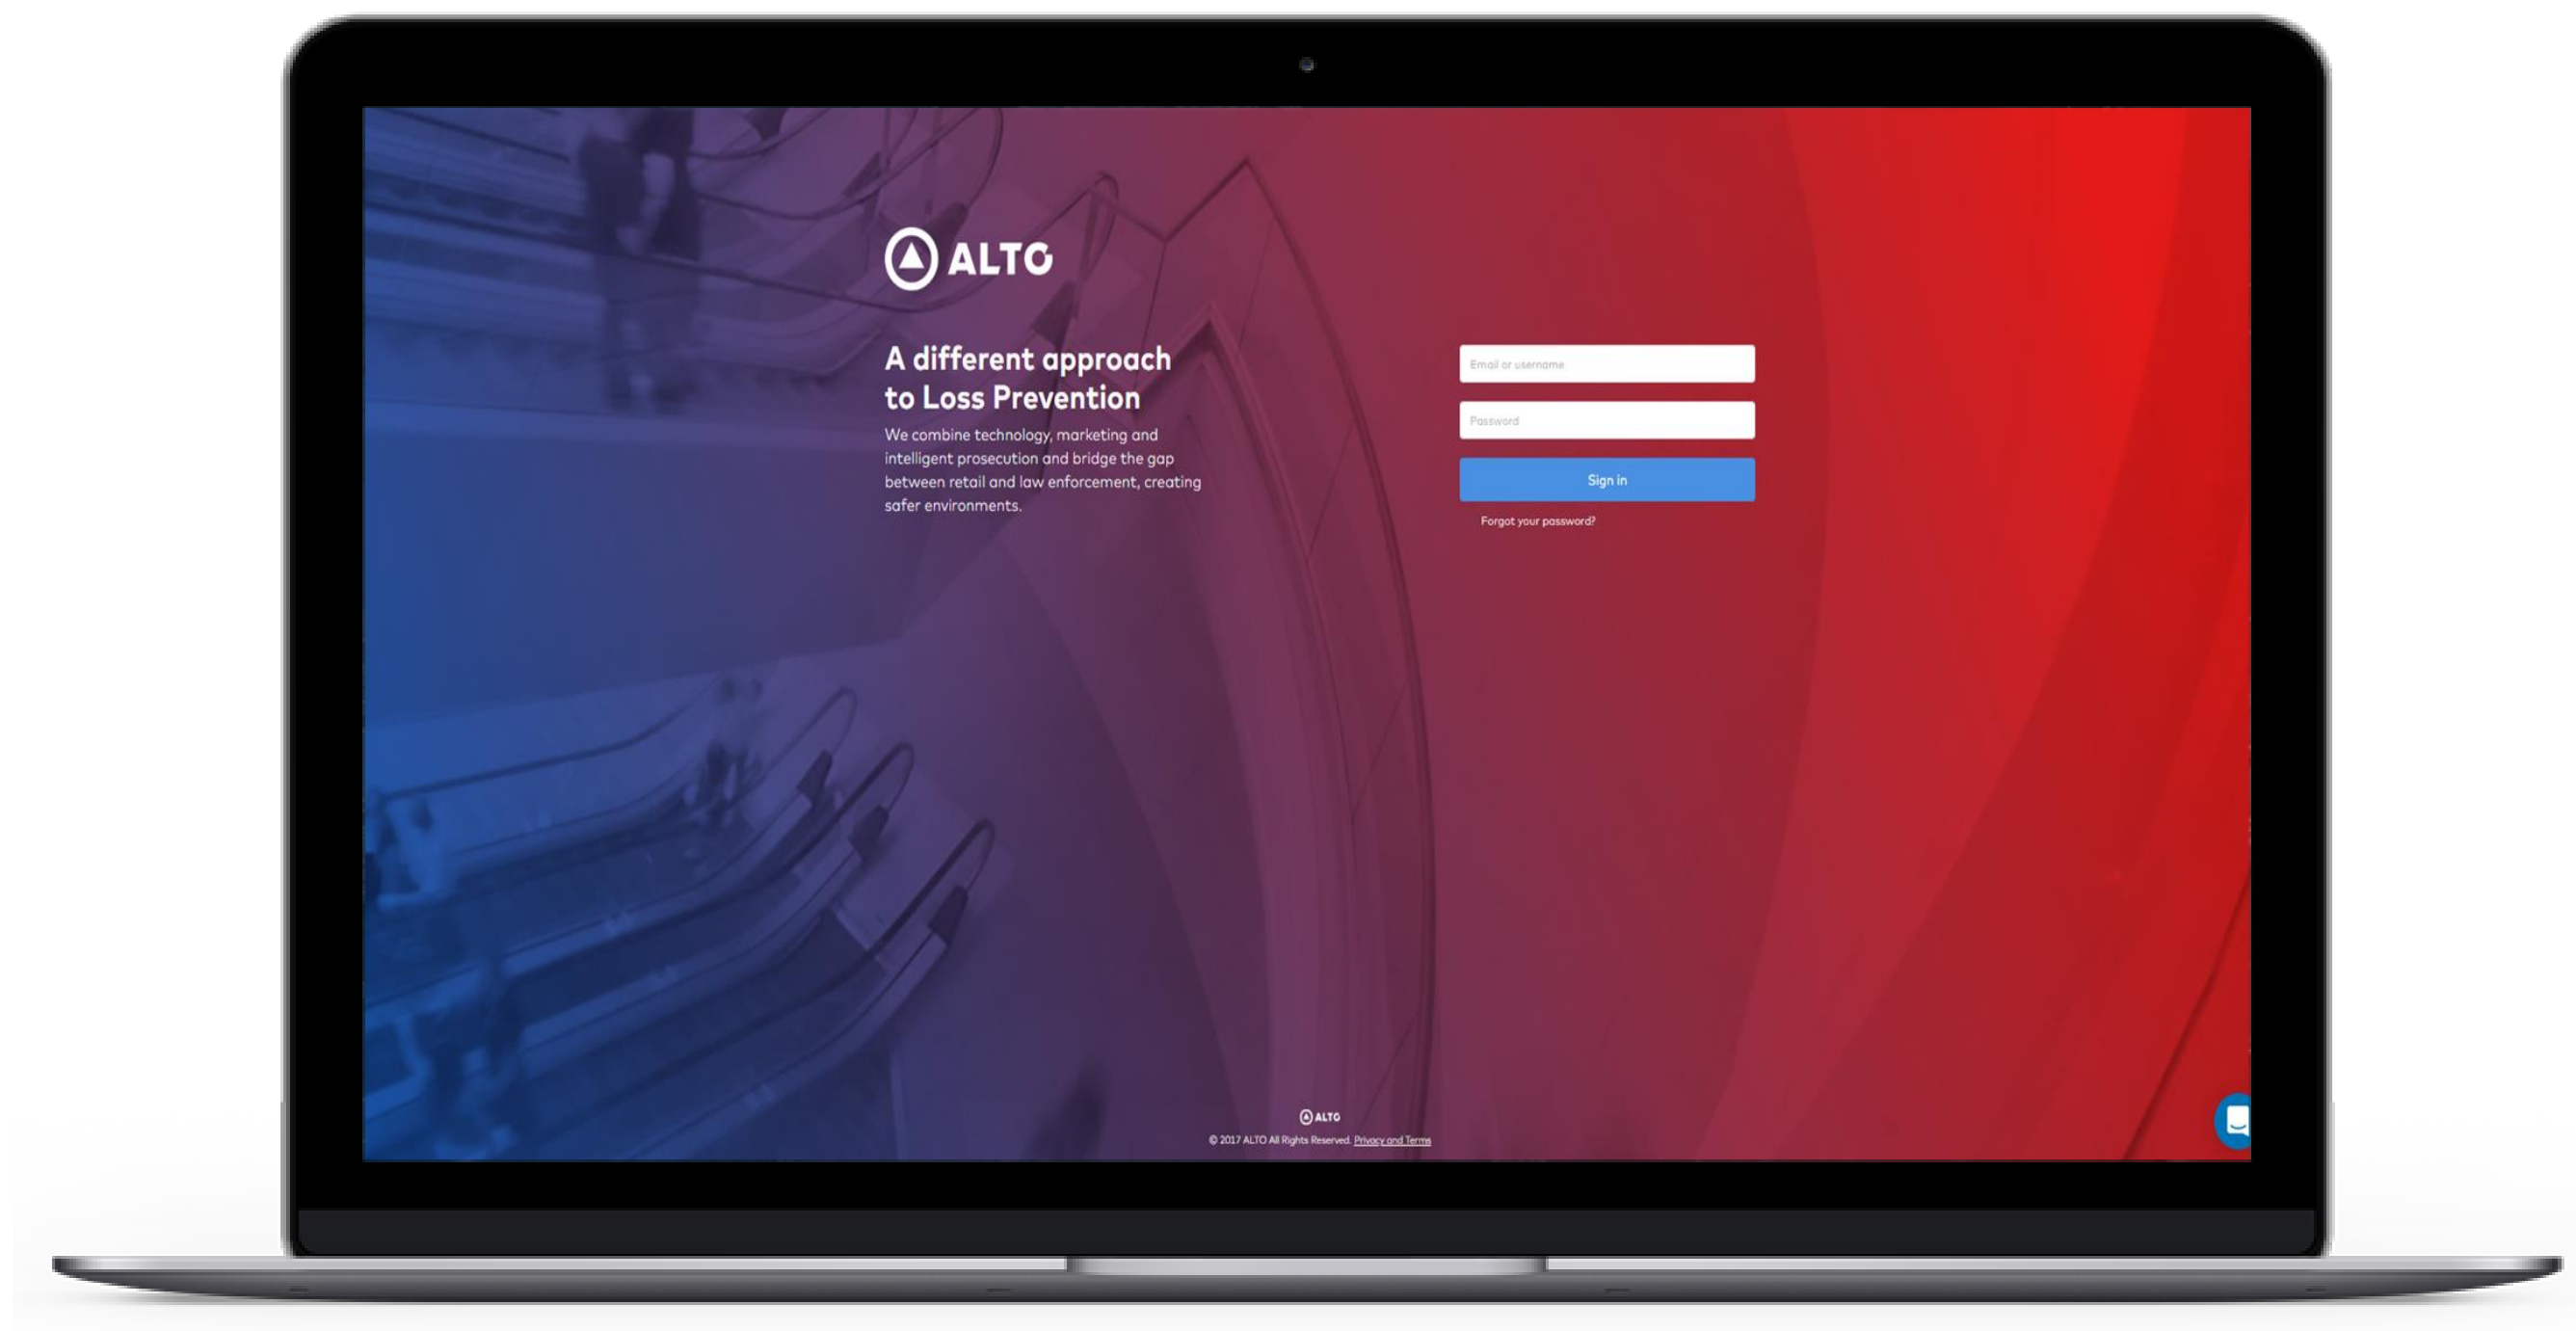 ALTO
A different approach
to Loss Prevention
We combine technology, marketing and
intelligent prosecution and bridge the gap
between retail and law enforcement, creating
safer environments.
Email or username
Password
Sign in
Forgot your password?
ALTO
© 2017 ALTO All Rights Reserved. Privacy and Terms